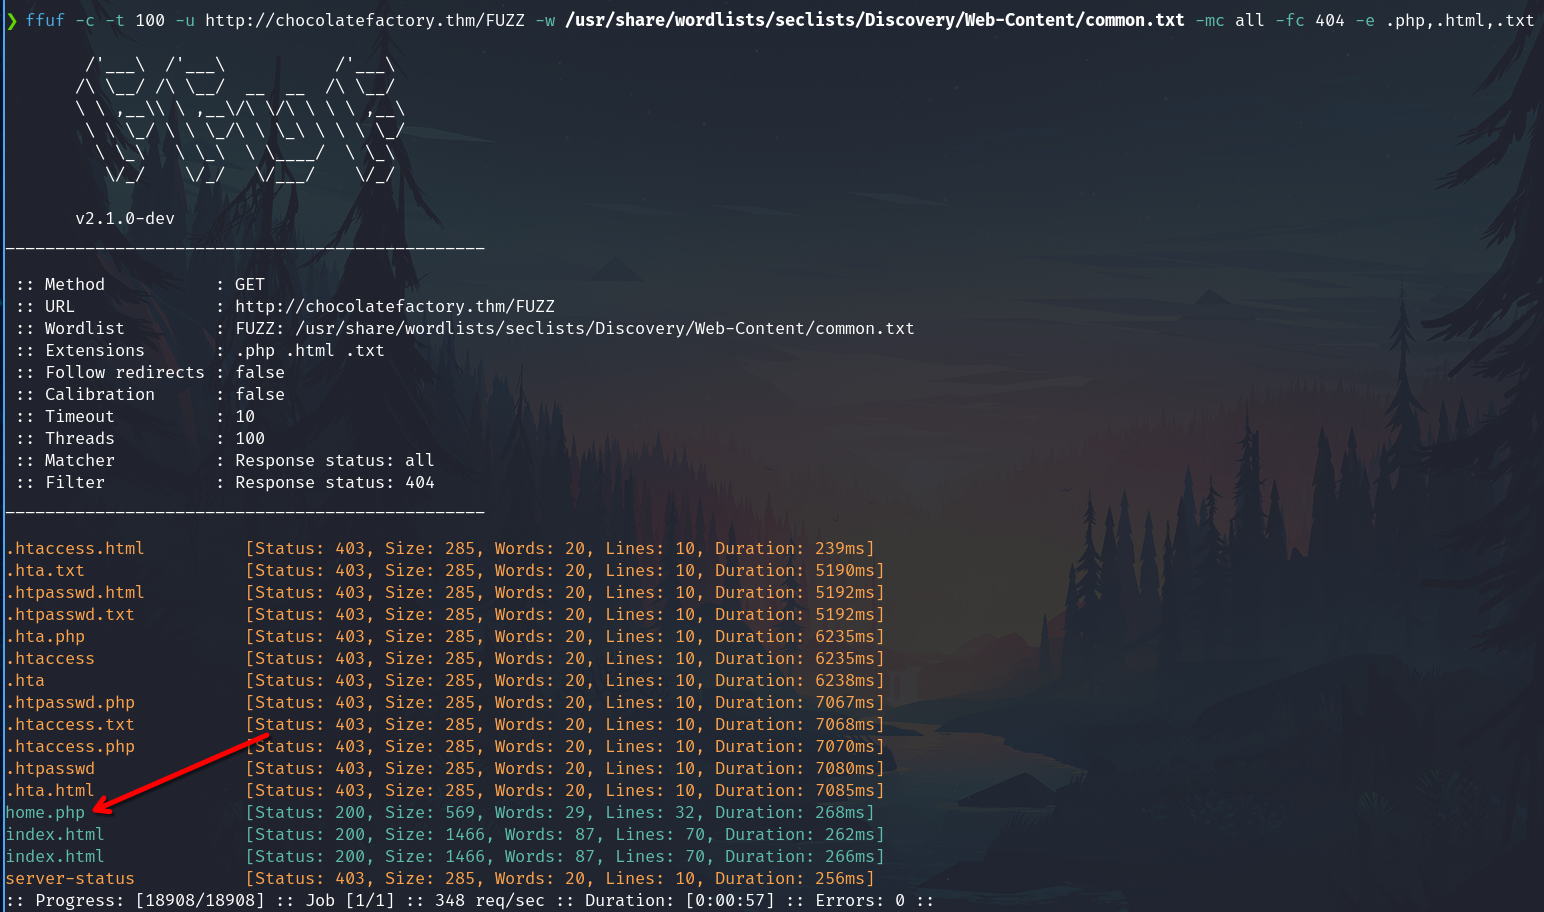 ❯ ffuf -c -t 100 -u http://chocolatefactory.thm/FUZZ -w /usr/share/wordlists/seclists/Discovery/Web-Content/common.txt -mc all -fc 404 -e .php,.html,.txt
        /'___\  /'___\           /'___\
       /\ \__/ /\ \__/  __  __  /\ \__/
       \ \ ,__\\ \ ,__\/\ \/\ \ \ \ ,__\
        \ \ \_/ \ \ \_/\ \ \_\ \ \ \ \_/
         \ \_\   \ \_\  \ \____/  \ \_\
          \/_/    \/_/   \/___/    \/_/
       v2.1.0-dev
________________________________________________
 :: Method           : GET
 :: URL              : http://chocolatefactory.thm/FUZZ
 :: Wordlist         : FUZZ: /usr/share/wordlists/seclists/Discovery/Web-Content/common.txt
 :: Extensions       : .php .html .txt
 :: Follow redirects : false
 :: Calibration      : false
 :: Timeout          : 10
 :: Threads          : 100
 :: Matcher          : Response status: all
 :: Filter           : Response status: 404
________________________________________________
.htaccess.html          [Status: 403, Size: 285, Words: 20, Lines: 10, Duration: 239ms]
.hta.txt                [Status: 403, Size: 285, Words: 20, Lines: 10, Duration: 5190ms]
.htpasswd.html          [Status: 403, Size: 285, Words: 20, Lines: 10, Duration: 5192ms]
.htpasswd.txt           [Status: 403, Size: 285, Words: 20, Lines: 10, Duration: 5192ms]
.hta.php                [Status: 403, Size: 285, Words: 20, Lines: 10, Duration: 6235ms]
.htaccess               [Status: 403, Size: 285, Words: 20, Lines: 10, Duration: 6235ms]
.hta                    [Status: 403, Size: 285, Words: 20, Lines: 10, Duration: 6238ms]
.htpasswd.php           [Status: 403, Size: 285, Words: 20, Lines: 10, Duration: 7067ms]
.htaccess.txt           [Status: 403, Size: 285, Words: 20, Lines: 10, Duration: 7068ms]
.htaccess.php           [Status: 403, Size: 285, Words: 20, Lines: 10, Duration: 7070ms]
.htpasswd               [Status: 403, Size: 285, Words: 20, Lines: 10, Duration: 7080ms]
.hta.html               [Status: 403, Size: 285, Words: 20, Lines: 10, Duration: 7085ms]
home.php                [Status: 200, Size: 569, Words: 29, Lines: 32, Duration: 268ms]
index.html              [Status: 200, Size: 1466, Words: 87, Lines: 70, Duration: 262ms]
index.html              [Status: 200, Size: 1466, Words: 87, Lines: 70, Duration: 266ms]
server-status           [Status: 403, Size: 285, Words: 20, Lines: 10, Duration: 256ms]
:: Progress: [18908/18908] :: Job [1/1] :: 348 req/sec :: Duration: [0:00:57] :: Errors: 0 ::